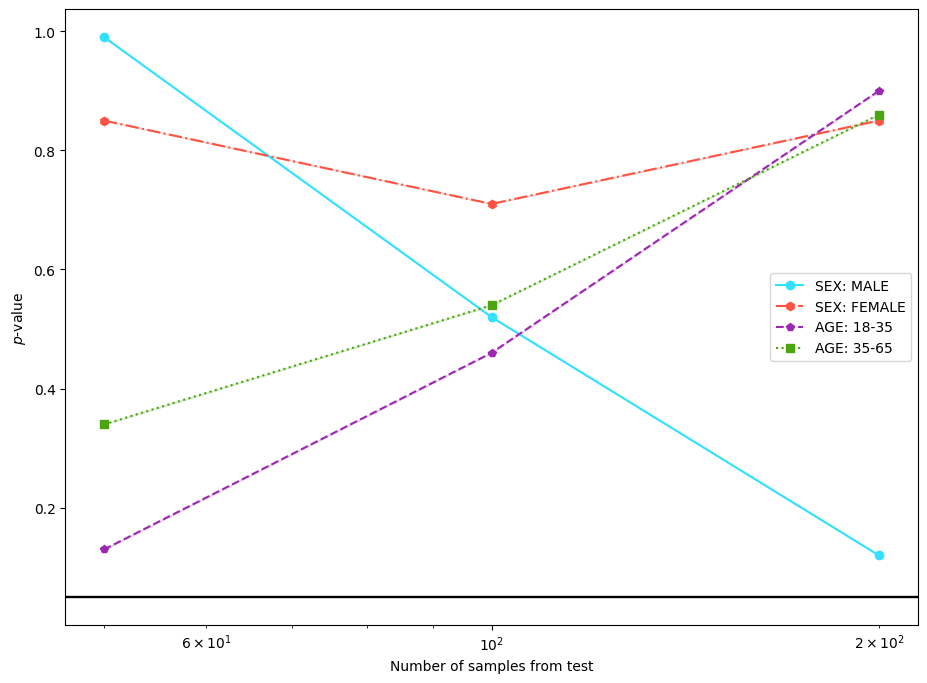 1.0
0.8
0.6
0.4
0.2
p-value
SEX: MALE
SEX: FEMALE
AGE: 18-35
AGE: 35-65
6 × 10¹
10²
2 × 10²
Number of samples from test